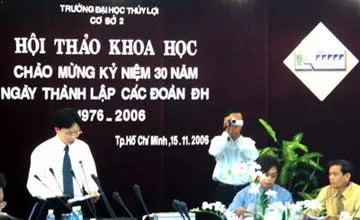 TRƯỜNG ĐẠI HỌC THỦY LỢI
CƠ SỞ 2
HỘI THẢO KHOA HỌC
CHÀO MỪNG KỶ NIỆM 30 NĂM
NGÀY THÀNH LẬP CÁC ĐOÀN ĐH
1976 - 2006
Tp.Hồ Chí Minh, 15.11.2006